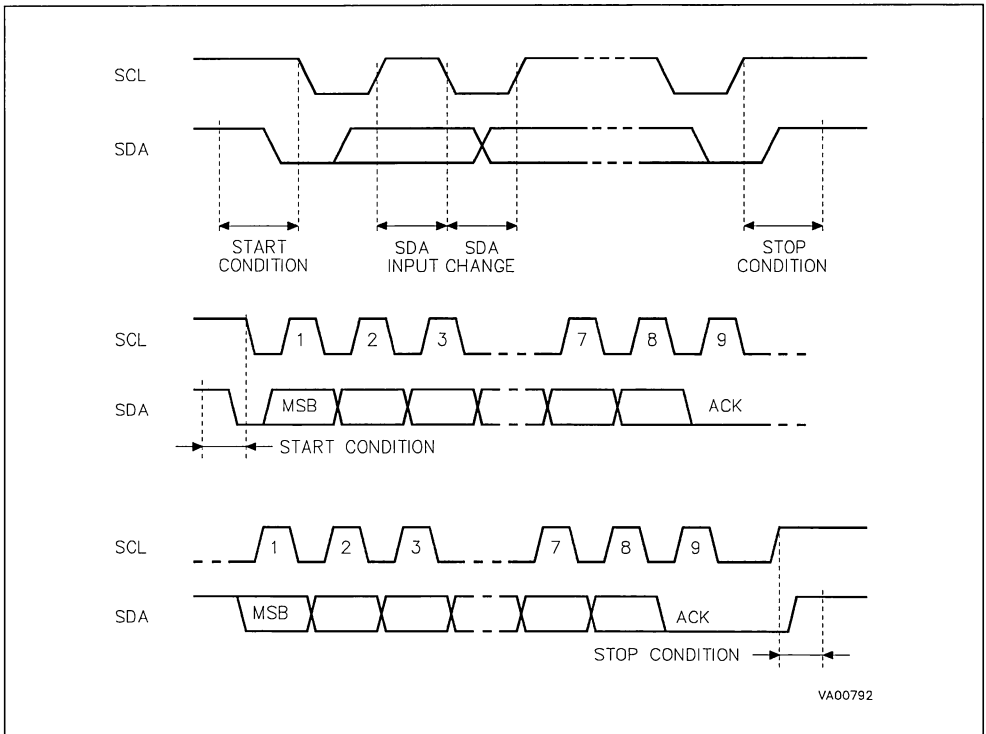 SCL
SDA
START
CONDITION
SDA
INPUT
SDA
CHANGE
STOP
CONDITION
SCL
1 2 3 7 8 9
SDA
MSB
ACK
START CONDITION
SCL
1 2 3 7 8 9
SDA
MSB
ACK
STOP CONDITION
VA00792